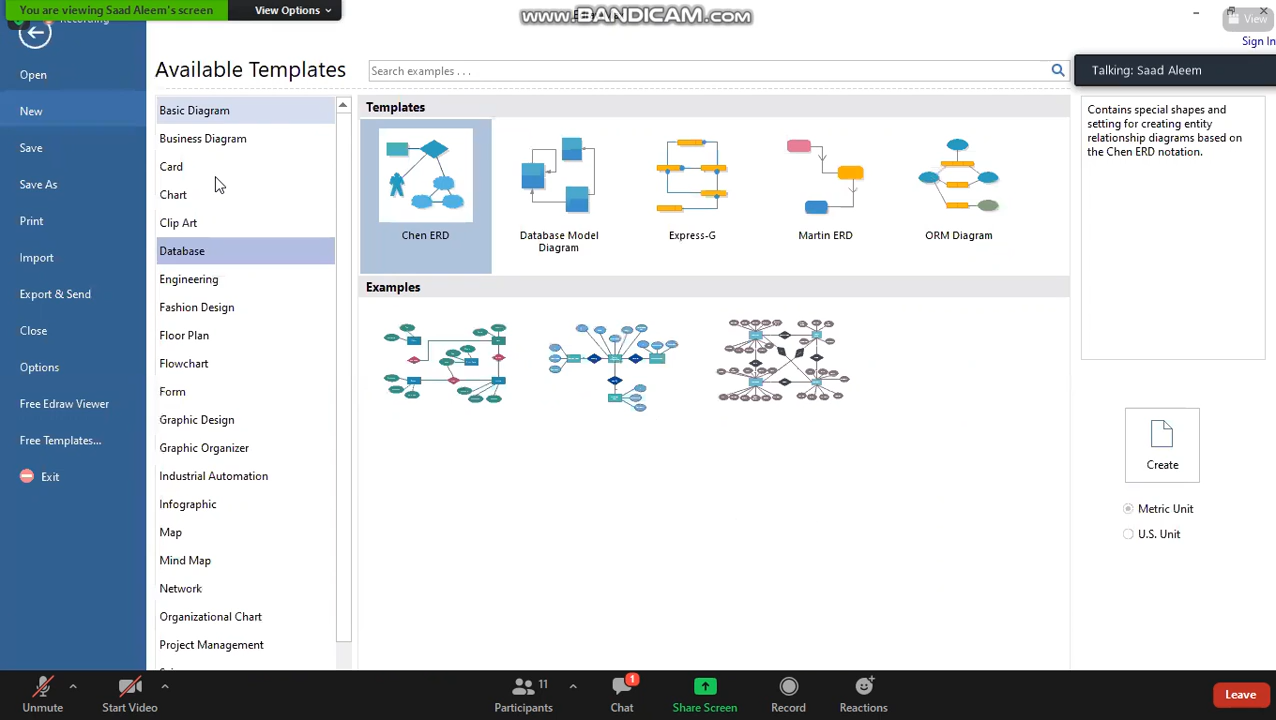 You are viewing Saad Aleem's screen
View Options
www.BANDICAM.com
View
Sign In
Open
New
Save
Save As
Print
Import
Export & Send
Close
Options
Free Edraw Viewer
Free Templates...
Exit
Available Templates
Search examples . . .
Talking: Saad Aleem
Basic Diagram
Business Diagram
Card
Chart
Clip Art
Database
Engineering
Fashion Design
Floor Plan
Flowchart
Form
Graphic Design
Graphic Organizer
Industrial Automation
Infographic
Map
Mind Map
Network
Organizational Chart
Project Management
Templates
Chen ERD
Database Model
Diagram
Express-G
Martin ERD
ORM Diagram
Examples
Contains special shapes and
setting for creating entity
relationship diagrams based on
the Chen ERD notation.
Create
Metric Unit
U.S. Unit
Unmute
Start Video
11
Participants
1
Chat
Share Screen
Record
Reactions
Leave